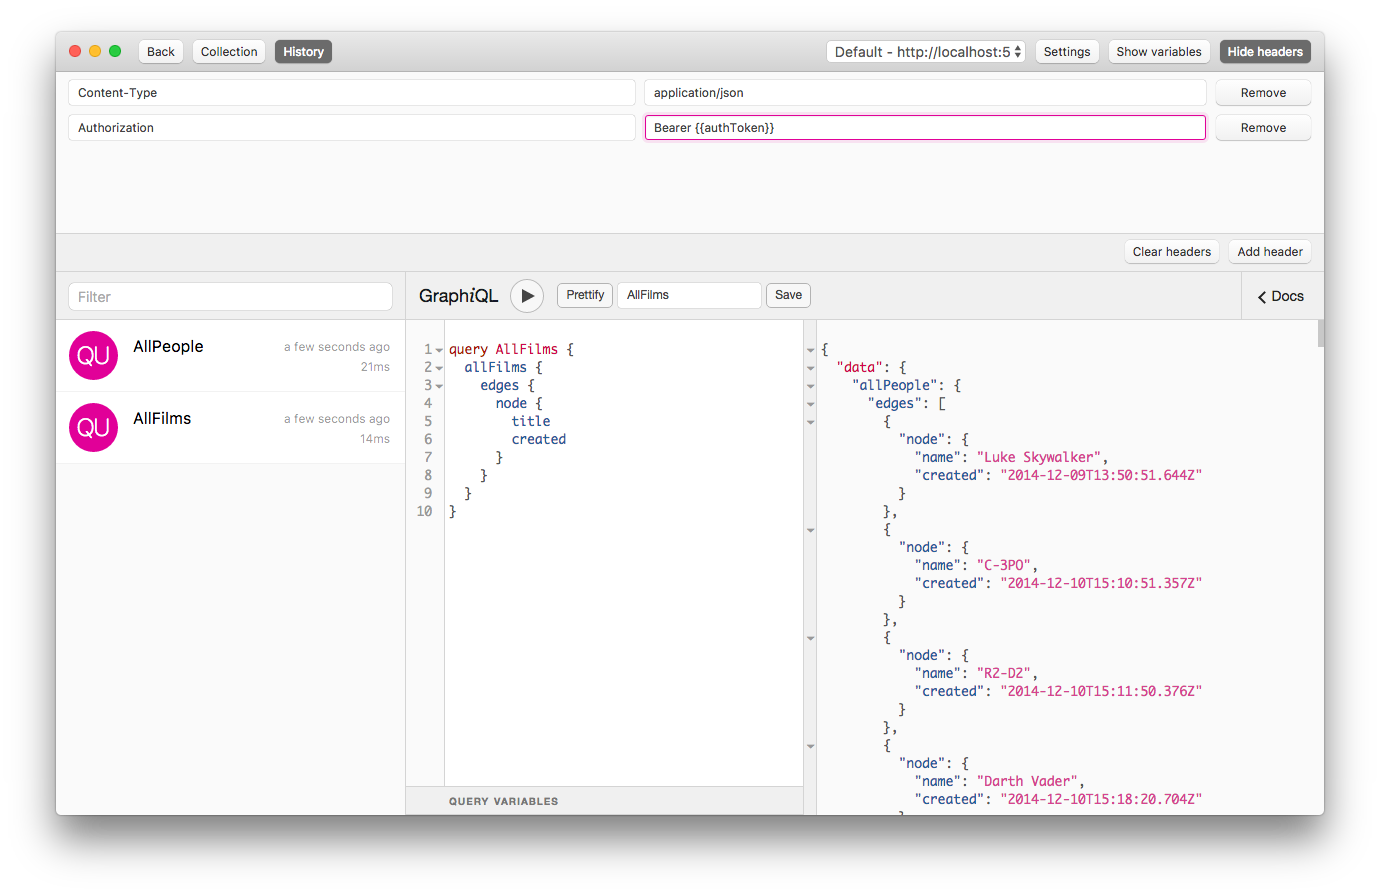 Back Collection History Default - http://localhost:5 Settings Show variables Hide headers
Content-Type application/json Remove
Authorization Bearer {{authToken}} Remove
Clear headers Add header
Filter
AllPeople a few seconds ago
21ms
AllFilms a few seconds ago
14ms
QU
QU
GraphiQL Prettify AllFilms Save Docs
1 query AllFilms {
2   allFilms {
3     edges {
4       node {
5         title
6         created
7       }
8     }
9   }
10 }
QUERY VARIABLES
{
  "data": {
    "allPeople": {
      "edges": [
        {
          "node": {
            "name": "Luke Skywalker",
            "created": "2014-12-09T13:50:51.644Z"
          }
        },
        {
          "node": {
            "name": "C-3PO",
            "created": "2014-12-10T15:10:51.357Z"
          }
        },
        {
          "node": {
            "name": "R2-D2",
            "created": "2014-12-10T15:11:50.376Z"
          }
        },
        {
          "node": {
            "name": "Darth Vader",
            "created": "2014-12-10T15:18:20.704Z"